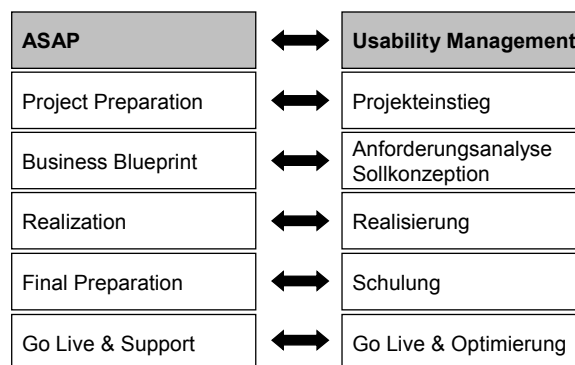 ASAP
Usability Management
Project Preparation
Projekteinstieg
Business Blueprint
Anforderungsanalyse
Sollkonzeption
Realization
Realisierung
Final Preparation
Schulung
Go Live & Support
Go Live & Optimierung